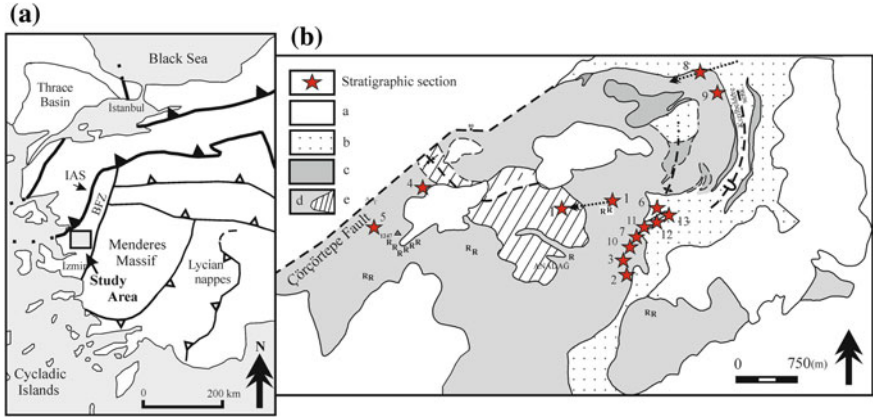 (a)
Black Sea
Thrace
Basin
Istanbul
IAS
BFZ
Menderes
Massif
Izmir
Study
Area
Lycian
nappes
N
Cycladic
Islands
0 200 km
(b)
Stratigraphic section
a
b
c
d e
Çörçörtepe Fault
8
9
4
5
1
1
R R
6
11
13
7
12
10
3
2
R
R
R R R R R
R R
R R
R
ANADAĞ
R R
0 750 (m)